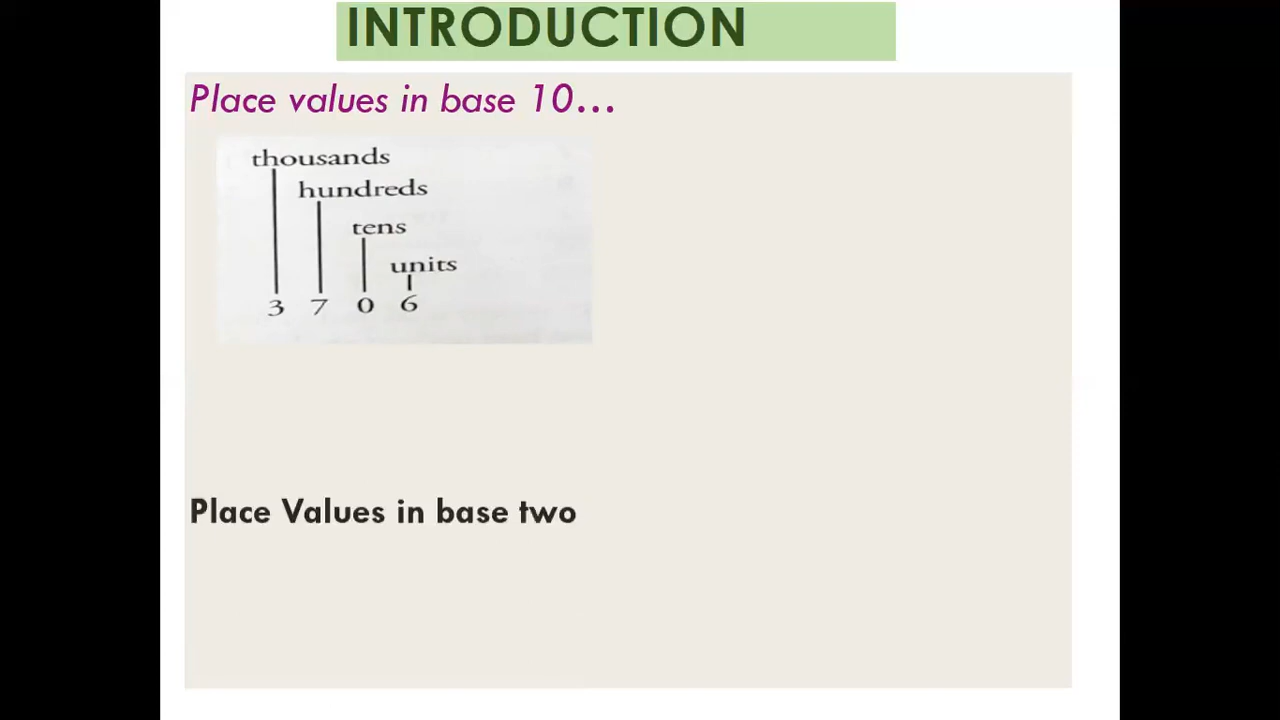 INTRODUCTION
Place values in base 10...
thousands
hundreds
tens
units
3 7 0 6
Place Values in base two